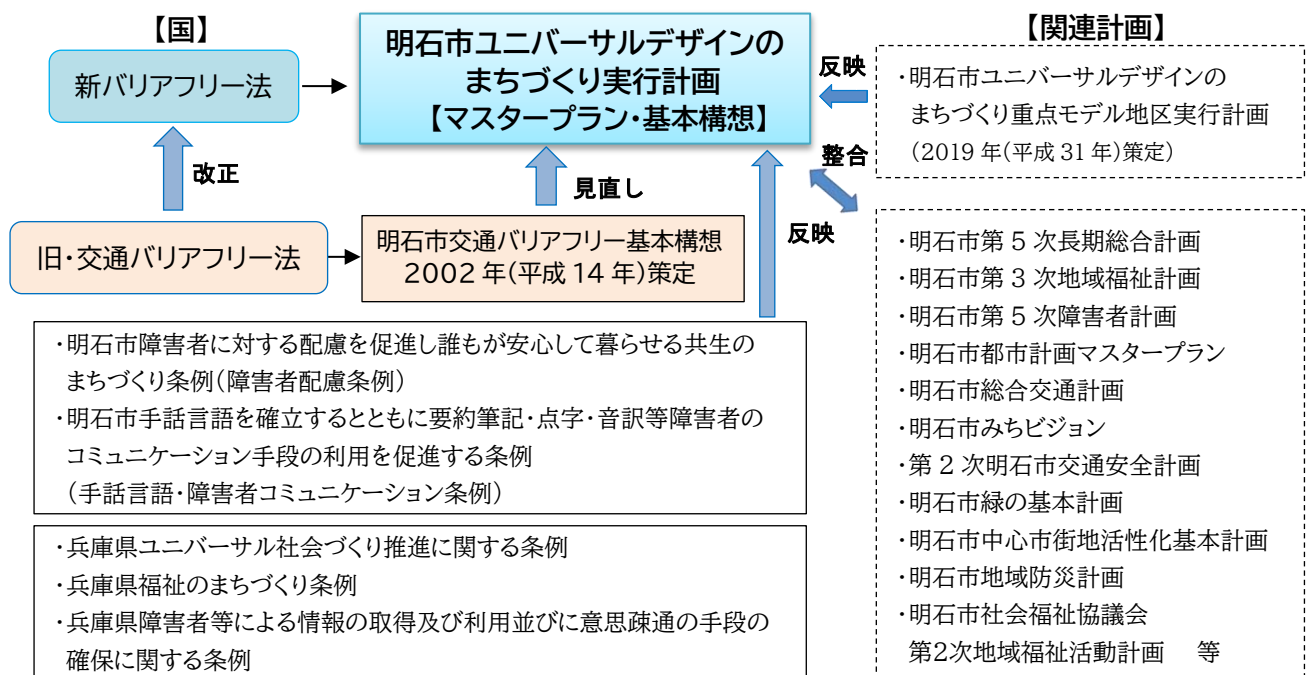 【国】
新バリアフリー法
改正
旧・交通バリアフリー法
明石市ユニバーサルデザインの
まちづくり実行計画
【マスタープラン・基本構想】
見直し
明石市交通バリアフリー基本構想
2002年(平成14年)策定
反映
整合
反映
【関連計画】
・明石市ユニバーサルデザインの
まちづくり重点モデル地区実行計画
(2019年(平成31年)策定)
・明石市第5次長期総合計画
・明石市第3次地域福祉計画
・明石市第5次障害者計画
・明石市都市計画マスタープラン
・明石市総合交通計画
・明石市みちビジョン
・第2次明石市交通安全計画
・明石市緑の基本計画
・明石市中心市街地活性化基本計画
・明石市地域防災計画
・明石市社会福祉協議会
第2次地域福祉活動計画 等
・明石市障害者に対する配慮を促進し誰もが安心して暮らせる共生の
まちづくり条例(障害者配慮条例)
・明石市手話言語を確立するとともに要約筆記・点字・音訳等障害者の
コミュニケーション手段の利用を促進する条例
(手話言語・障害者コミュニケーション条例)
・兵庫県ユニバーサル社会づくり推進に関する条例
・兵庫県福祉のまちづくり条例
・兵庫県障害者等による情報の取得及び利用並びに意思疎通の手段の
確保に関する条例